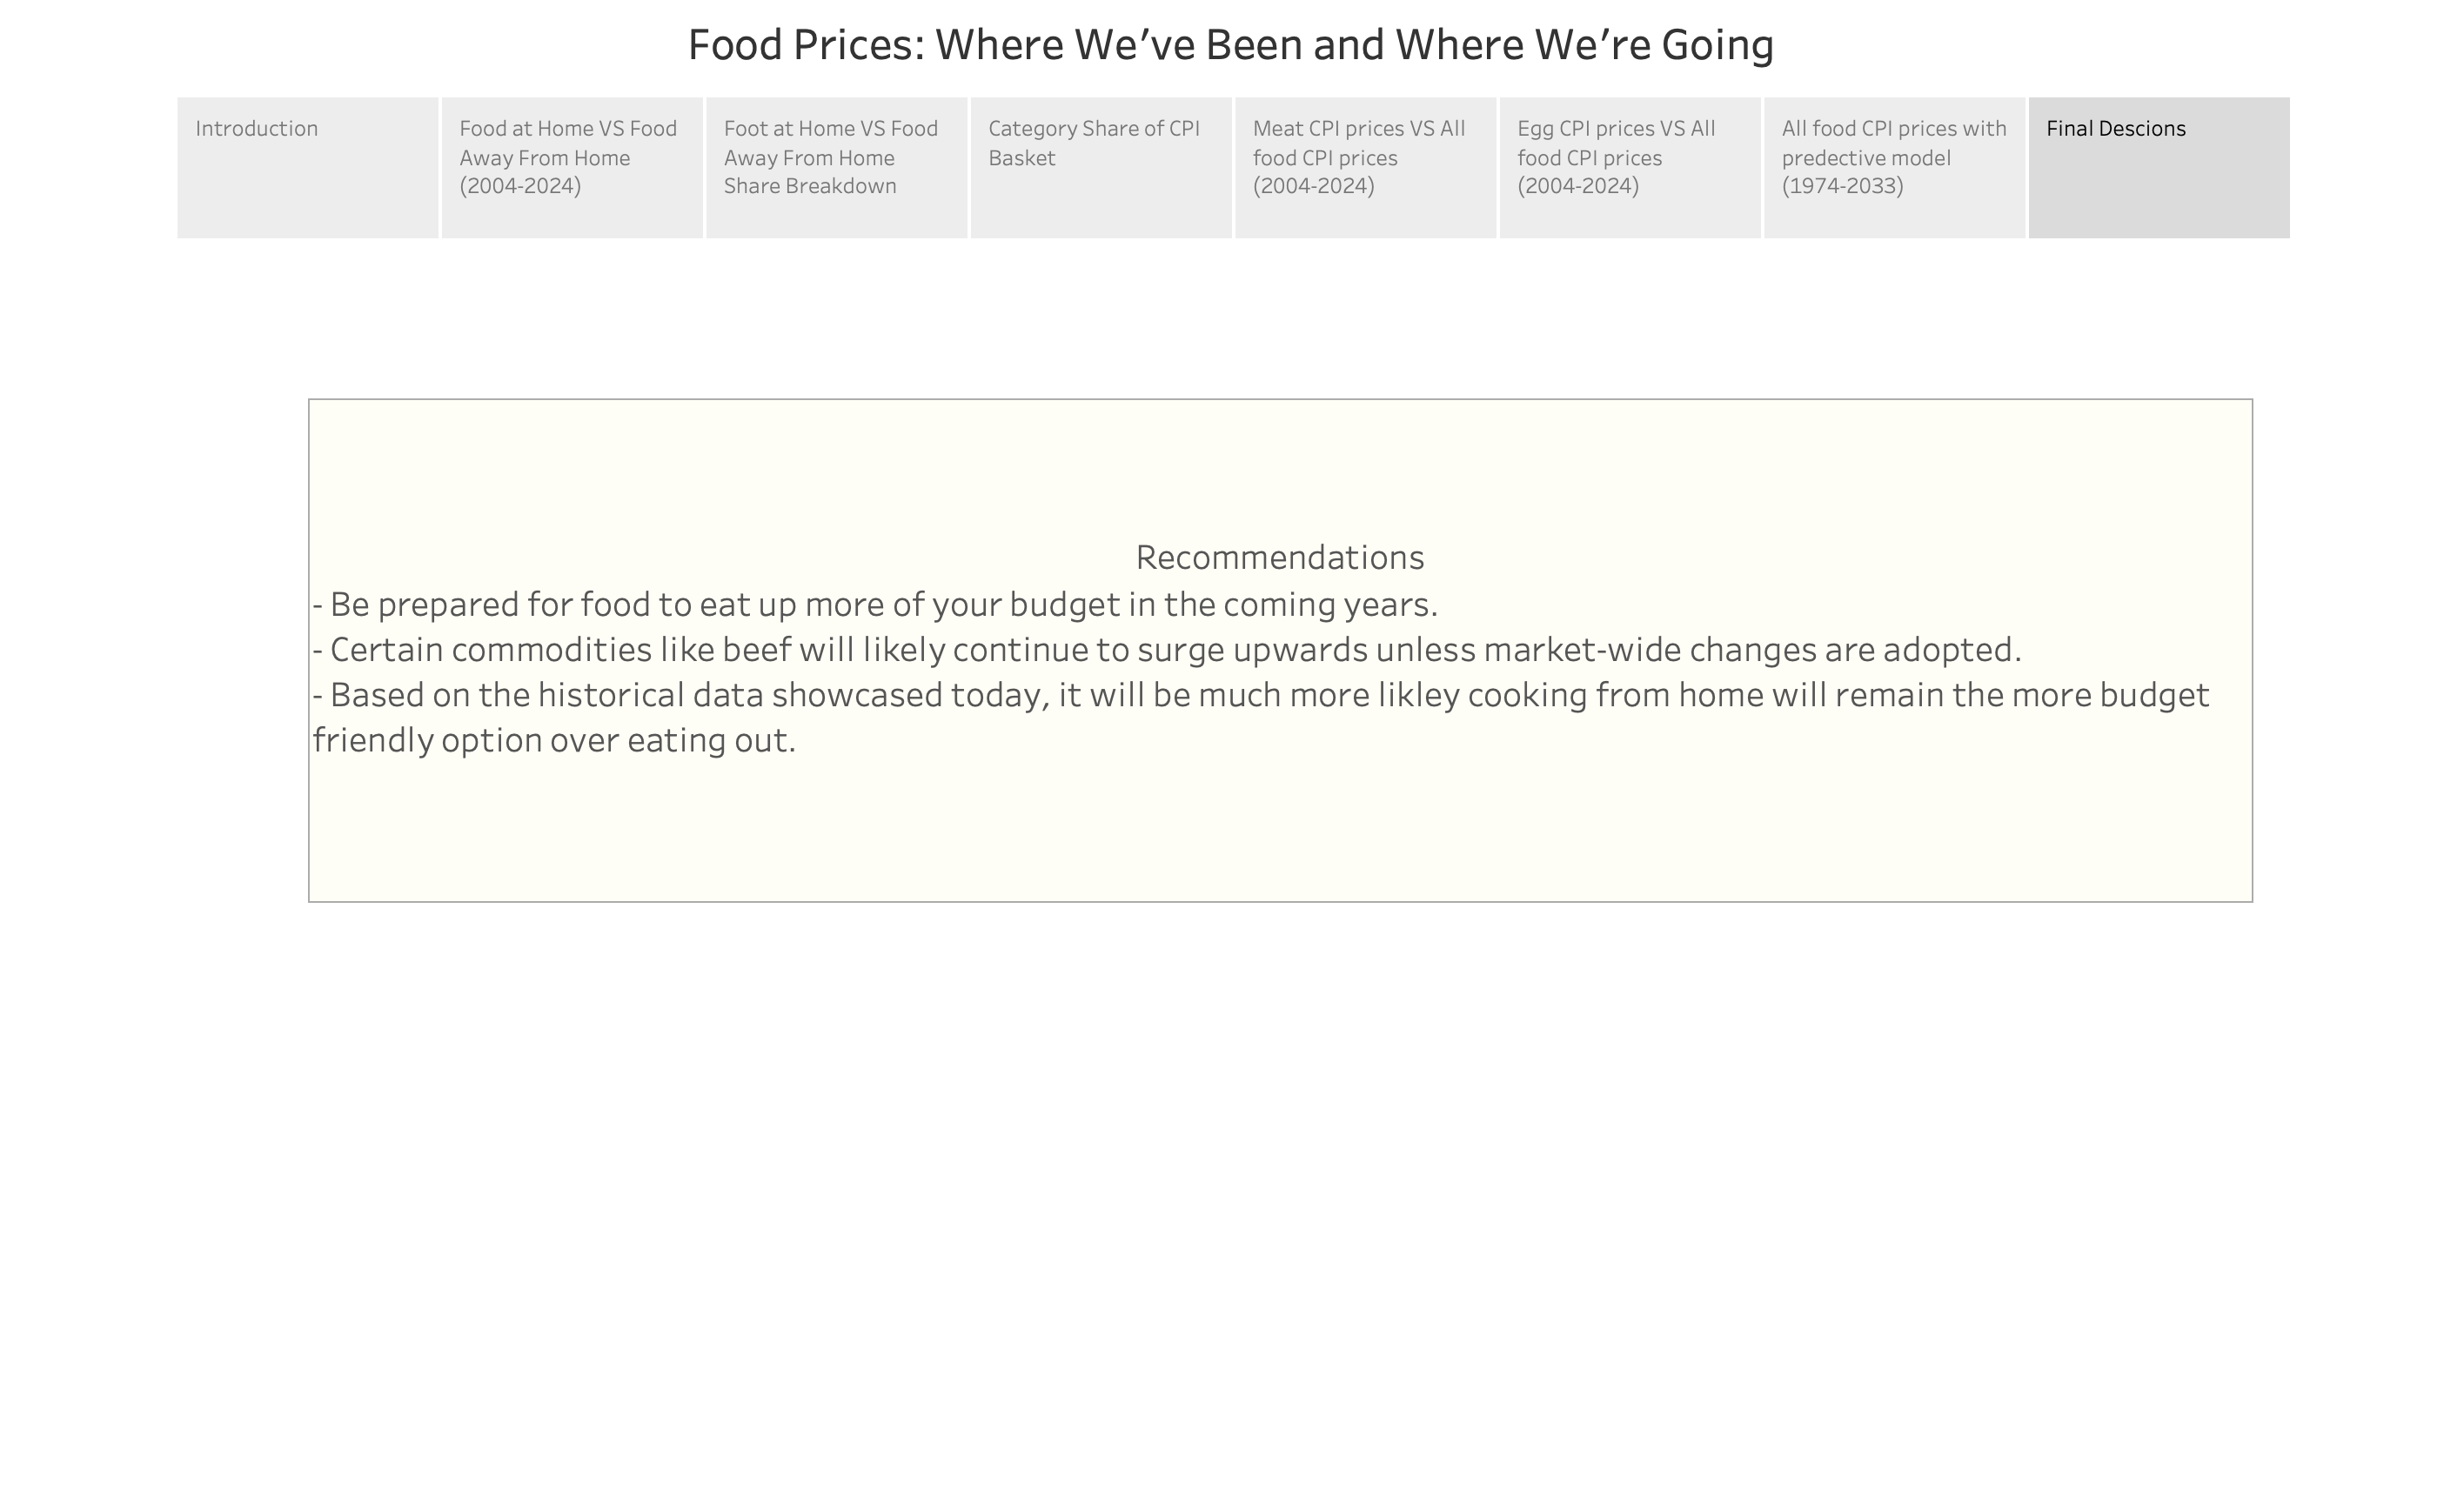 Food Prices: Where We’ve Been and Where We’re Going
Introduction
Food at Home VS Food
Away From Home
(2004-2024)
Foot at Home VS Food
Away From Home
Share Breakdown
Category Share of CPI
Basket
Meat CPI prices VS All
food CPI prices
(2004-2024)
Egg CPI prices VS All
food CPI prices
(2004-2024)
All food CPI prices with
predective model
(1974-2033)
Final Descions
Recommendations
- Be prepared for food to eat up more of your budget in the coming years.
- Certain commodities like beef will likely continue to surge upwards unless market-wide changes are adopted.
- Based on the historical data showcased today, it will be much more likley cooking from home will remain the more budget
friendly option over eating out.